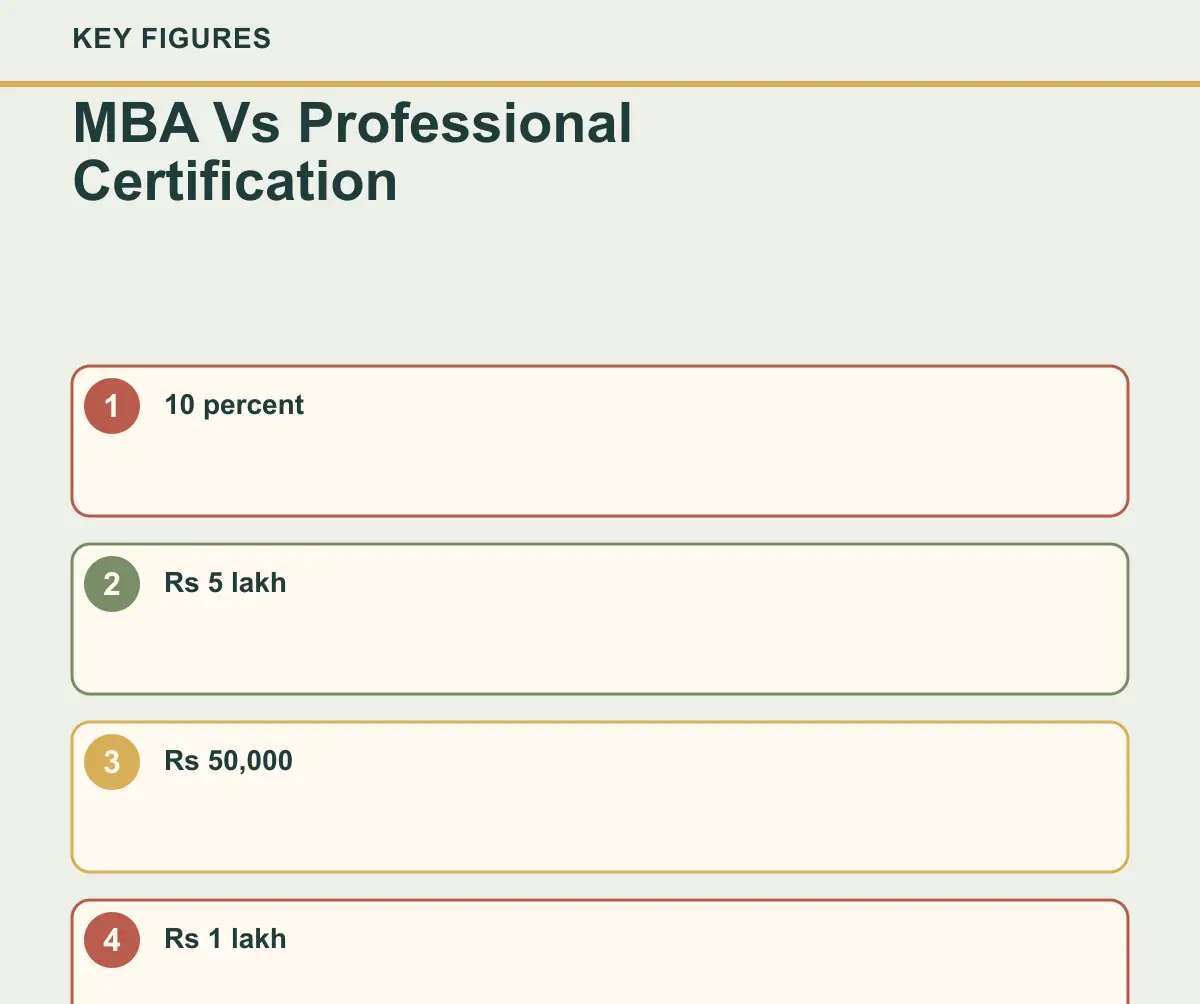 KEY FIGURES
MBA Vs Professional
Certification
1
10 percent
2
Rs 5 lakh
3
Rs 50,000
4
Rs 1 lakh